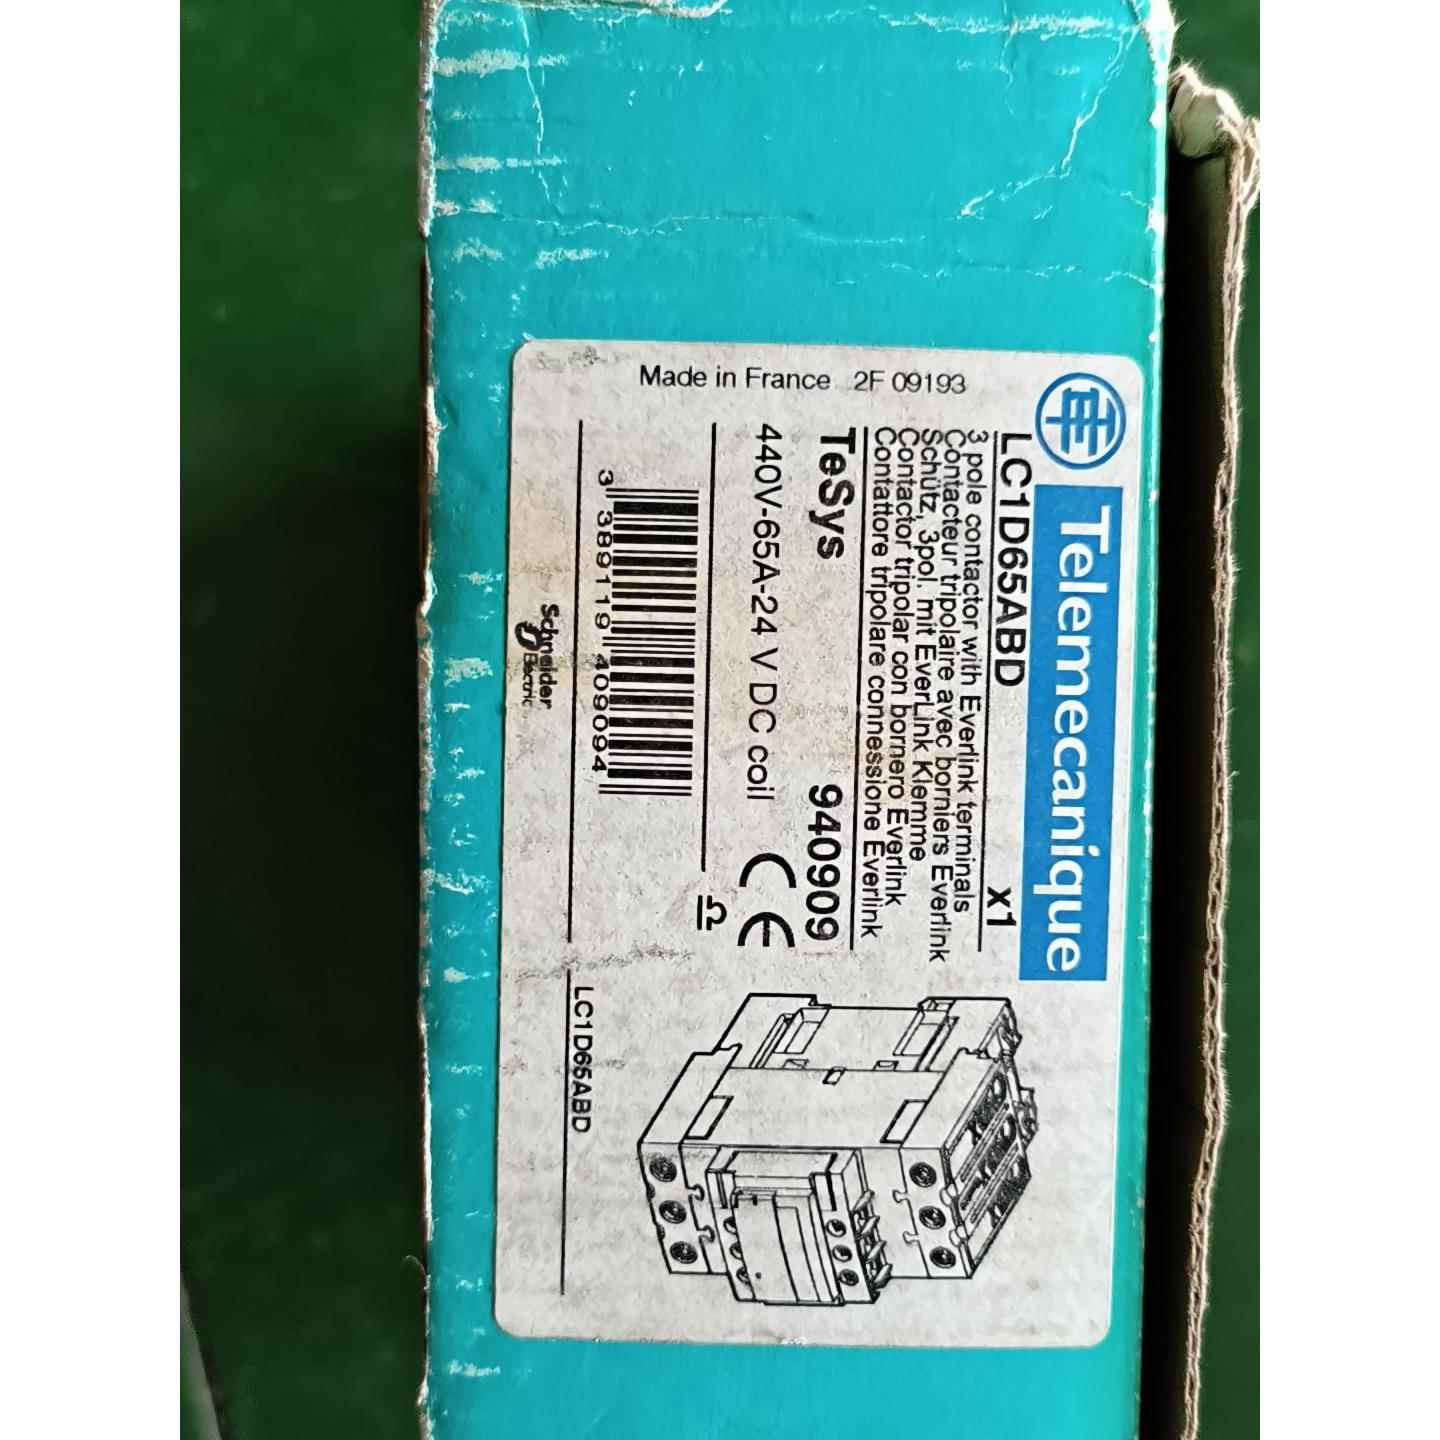 Telemecanique
LC1D65ABD x1
3 pole contactor with Everlink terminals
Contacteur tripolaire avec borniers Everlink
Schütz, 3pol, mit EverLink Klemme
Contactor tripolar con bornero Everlink
Contattore tripolare connessione Everlink
TeSys 940909
440V-65A-24 V DC coil
CE
3 389119 409094
LC1D65ABD
Schneider
Electric
Made in France 2F 09193